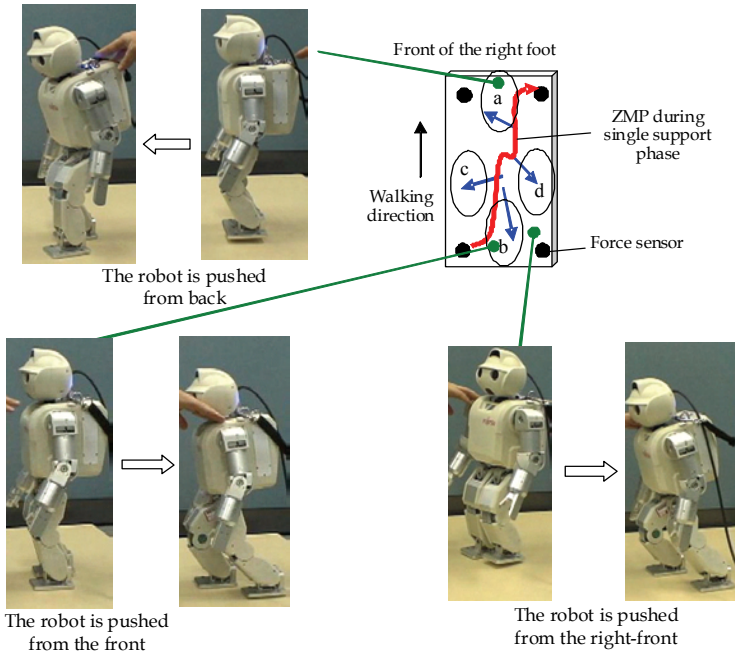 Front of the right foot
a
ZMP during
single support
phase
c
d
Walking
direction
b
Force sensor
The robot is pushed
from back
The robot is pushed
from the front
The robot is pushed
from the right-front